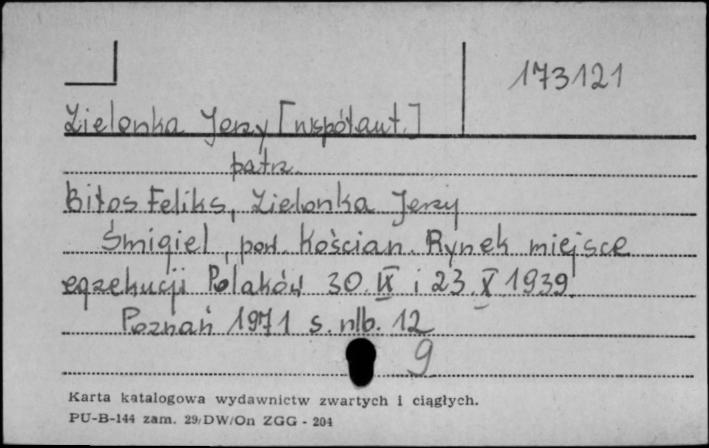 173121
Zielonka Jerzy [współaut.]
patrz
Bitos Feliks, Zielonka Jerzy
Śmigiel, pow. Kościan. Rynek miejsce
egzekucji Polaków 30.IX i 23.X.1939.
Poznań 1971 s. nlb. 12
9
Karta katalogowa wydawnictw zwartych i ciągłych.
PU-B-144 zam. 29/DW/On ZGG - 204